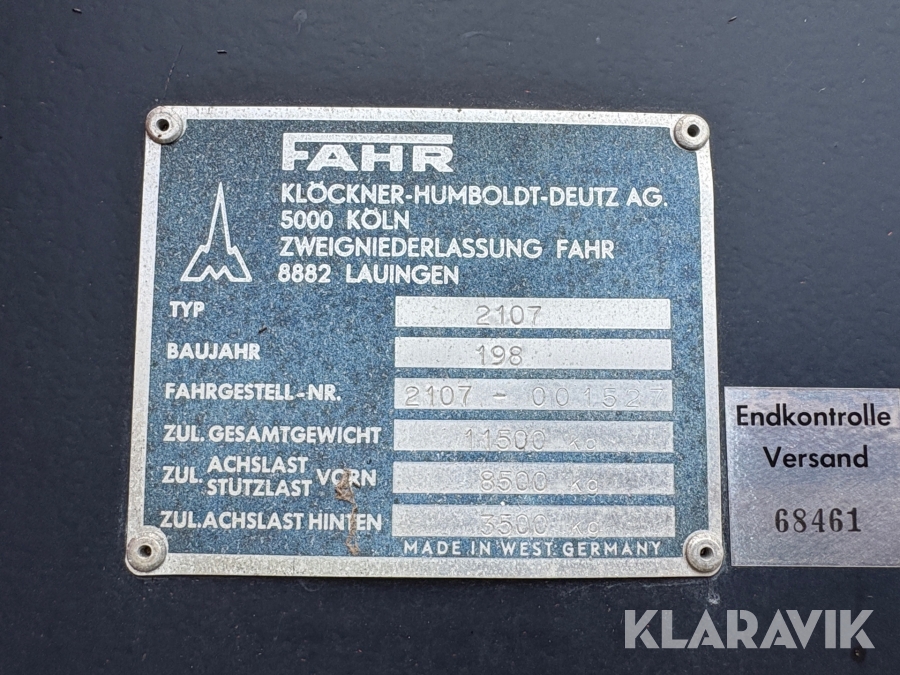 FAHR
KLÖCKNER-HUMBOLDT-DEUTZ AG.
5000 KÖLN
ZWEIGNIEDERLASSUNG FAHR
8882 LAUINGEN
TYP 2107
BAUJAHR 198
FAHRGESTELL-NR. 2107 - 001527
ZUL. GESAMTGEWICHT 11500 kg
ZUL. ACHSLAST STÜTZLAST VORN 8500 kg
ZUL. ACHSLAST HINTEN 3500 kg
MADE IN WEST GERMANY
Endkontrolle
Versand
68461
KLARAVIK